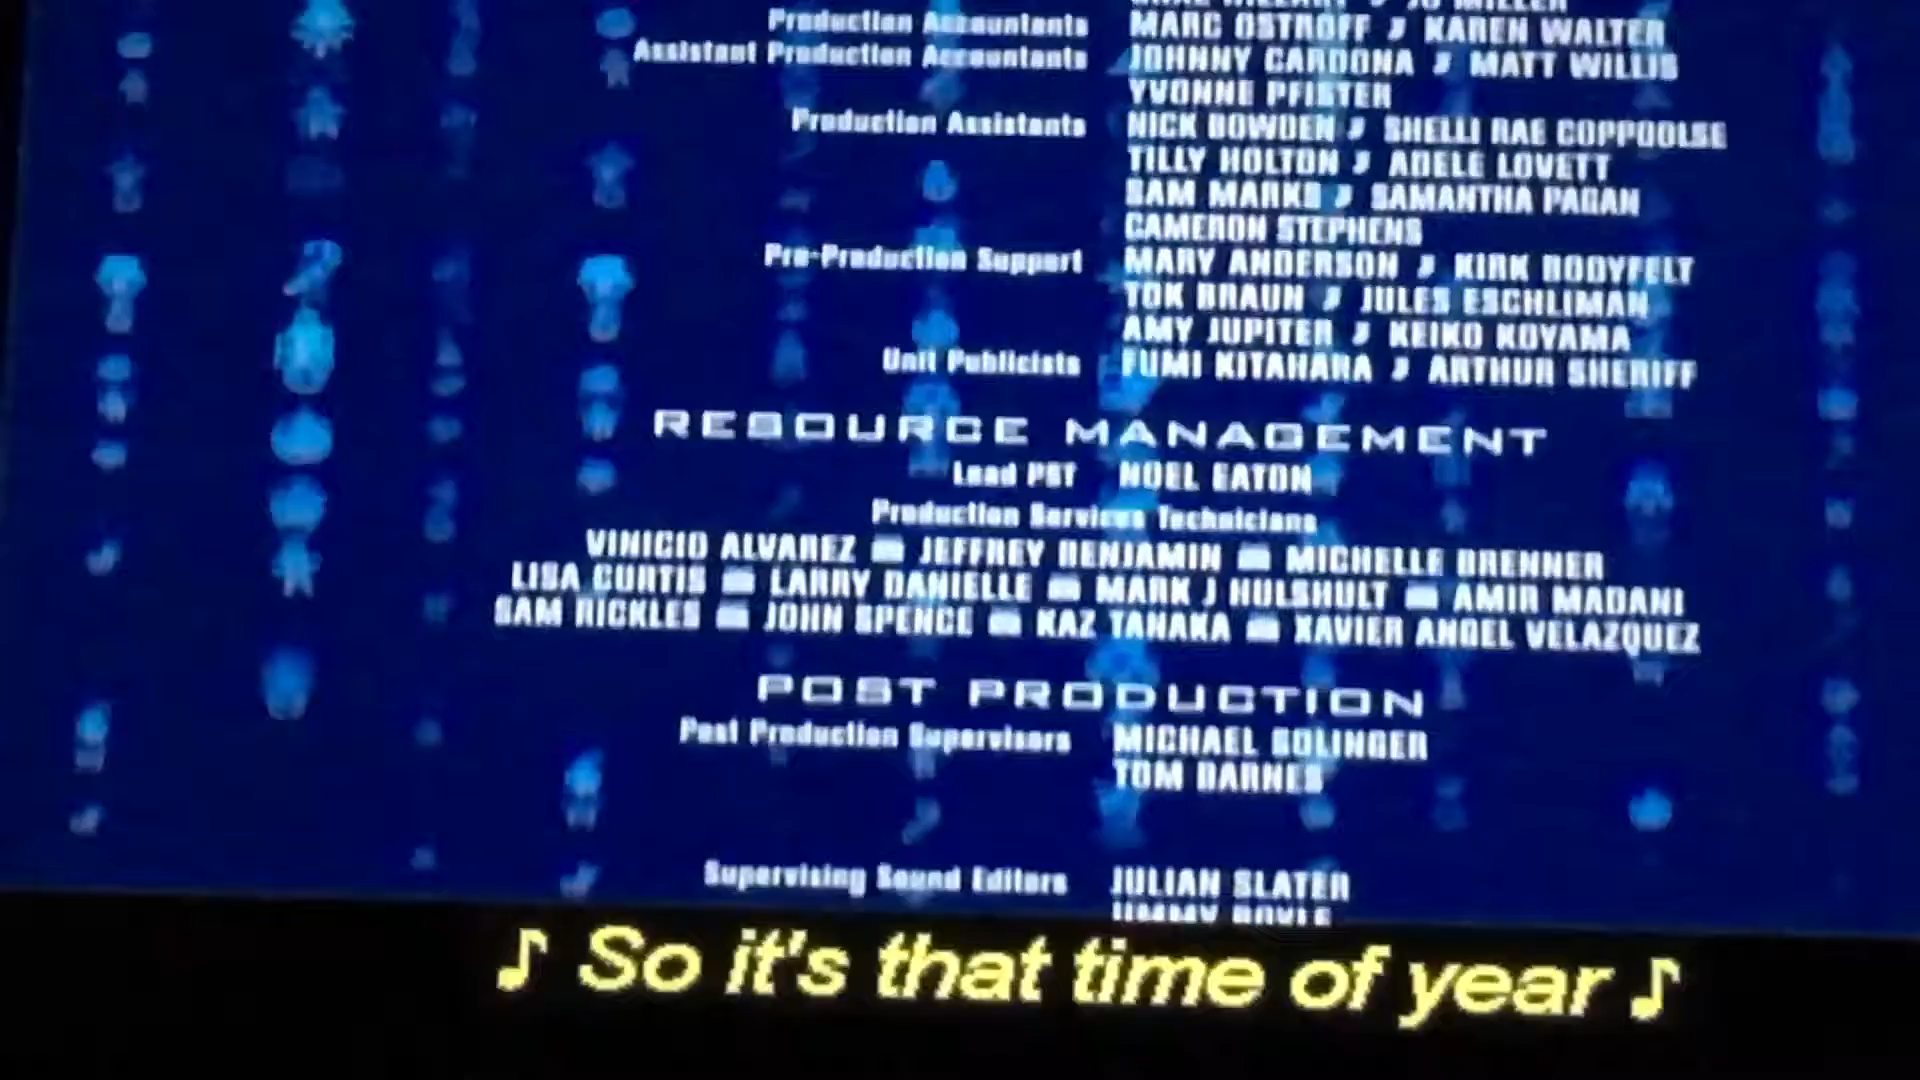 Production Accountants MARC OSTROFF ♪ KAREN WALTER
Assistant Production Accountants JOHNNY CARDONA ♪ MATT WILLIS
YVONNE PFISTER
Production Assistants NICK BOWDEN ♪ SHELLI RAE COPPOOLSE
TILLY HOLTON ♪ ADELE LOVETT
SAM MARKS ♪ SAMANTHA PAGAN
CAMERON STEPHENS
Pre-Production Support MARY ANDERSON ♪ KIRK BODYFELT
TOK BRAUN ♪ JULES ESCHLIMAN
AMY JUPITER ♪ KEIKO KOYAMA
Unit Publicists FUMI KITAHARA ♪ ARTHUR SHERIFF
RESOURCE MANAGEMENT
Lead PST NOEL EATON
Production Services Technicians
VINICIO ALVAREZ JEFFREY BENJAMIN MICHELLE BRENNER
LISA CURTIS LARRY DANIELLE MARK J HULSHULT AMIR MADANI
SAM RICKLES JOHN SPENCE KAZ TANAKA XAVIER ANGEL VELAZQUEZ
POST PRODUCTION
Post Production Supervisors MICHAEL SOLINGER
TOM BARNES
Supervising Sound Editors JULIAN SLATER
♪ So it's that time of year ♪